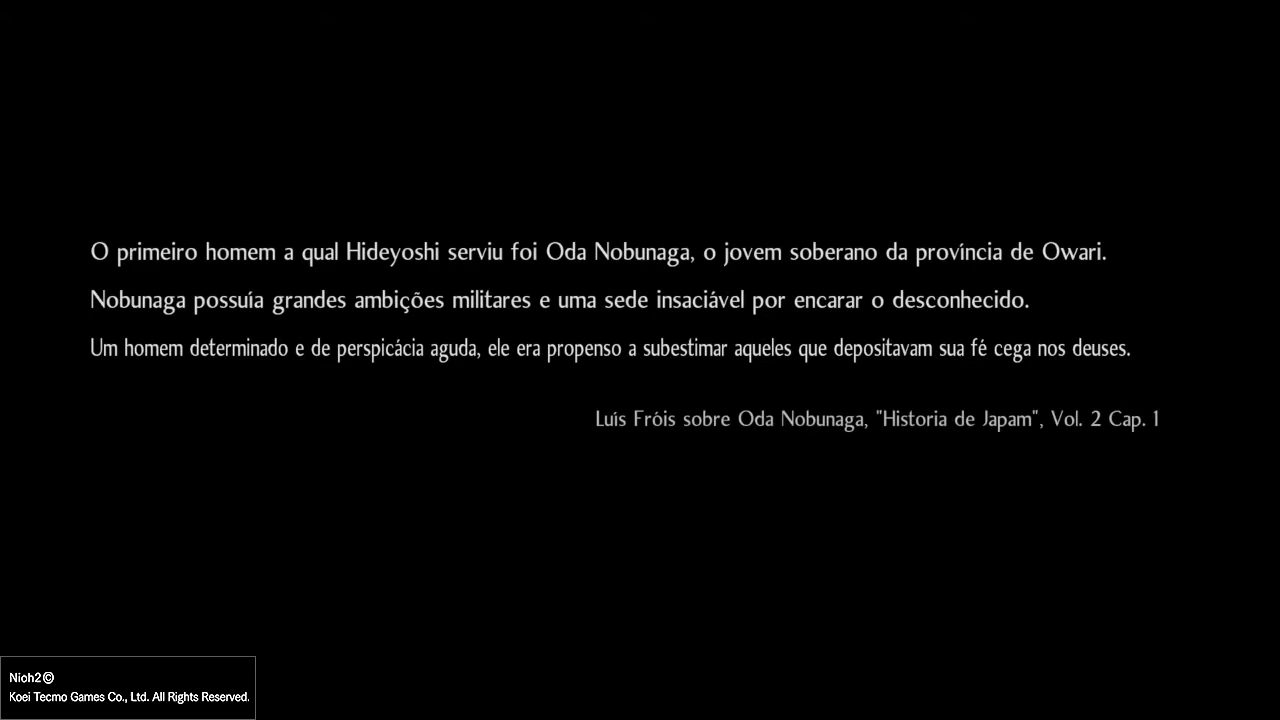 O primeiro homem a qual Hideyoshi serviu foi Oda Nobunaga, o jovem soberano da província de Owari.
Nobunaga possuía grandes ambições militares e uma sede insaciável por encarar o desconhecido.
Um homem determinado e de perspicácia aguda, ele era propenso a subestimar aqueles que depositavam sua fé cega nos deuses.
Luís Fróis sobre Oda Nobunaga, "Historia de Japam", Vol. 2 Cap. 1
Nioh2©
Koei Tecmo Games Co., Ltd. All Rights Reserved.